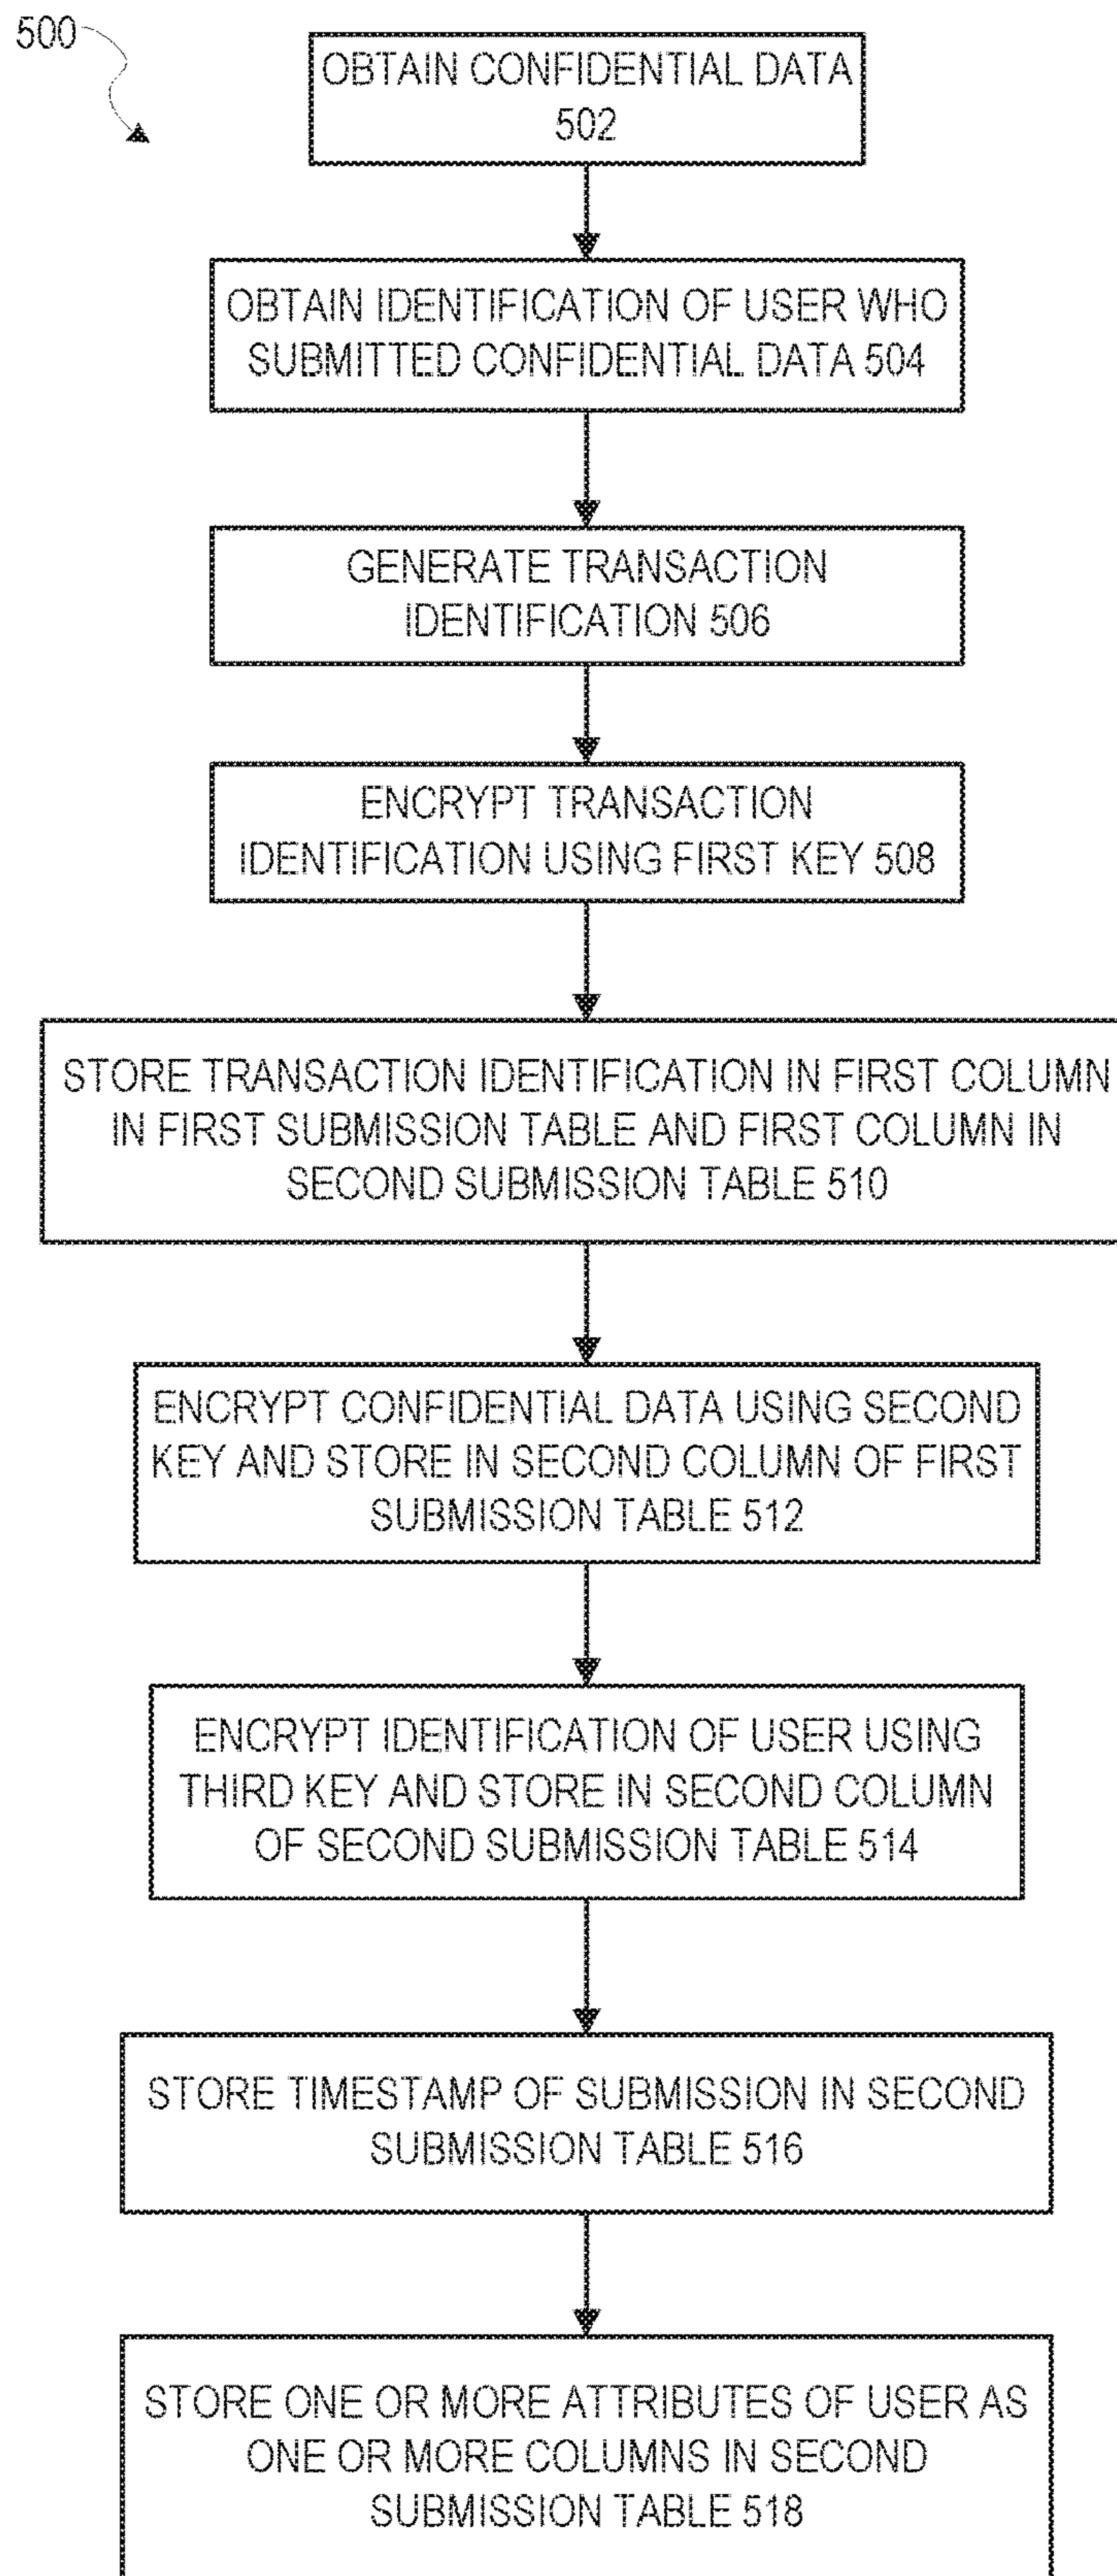 500
OBTAIN CONFIDENTIAL DATA
502
OBTAIN IDENTIFICATION OF USER WHO
SUBMITTED CONFIDENTIAL DATA 504
GENERATE TRANSACTION
IDENTIFICATION 506
ENCRYPT TRANSACTION
IDENTIFICATION USING FIRST KEY 508
STORE TRANSACTION IDENTIFICATION IN FIRST COLUMN
IN FIRST SUBMISSION TABLE AND FIRST COLUMN IN
SECOND SUBMISSION TABLE 510
ENCRYPT CONFIDENTIAL DATA USING SECOND
KEY AND STORE IN SECOND COLUMN OF FIRST
SUBMISSION TABLE 512
ENCRYPT IDENTIFICATION OF USER USING
THIRD KEY AND STORE IN SECOND COLUMN
OF SECOND SUBMISSION TABLE 514
STORE TIMESTAMP OF SUBMISSION IN SECOND
SUBMISSION TABLE 516
STORE ONE OR MORE ATTRIBUTES OF USER AS
ONE OR MORE COLUMNS IN SECOND
SUBMISSION TABLE 518